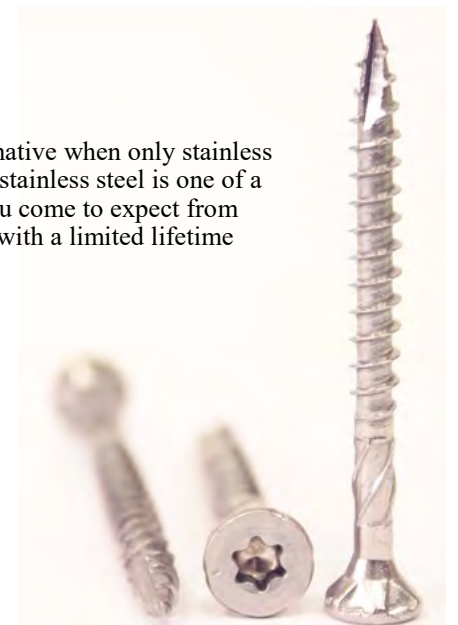 native when only stainless
stainless steel is one of a
u come to expect from
with a limited lifetime